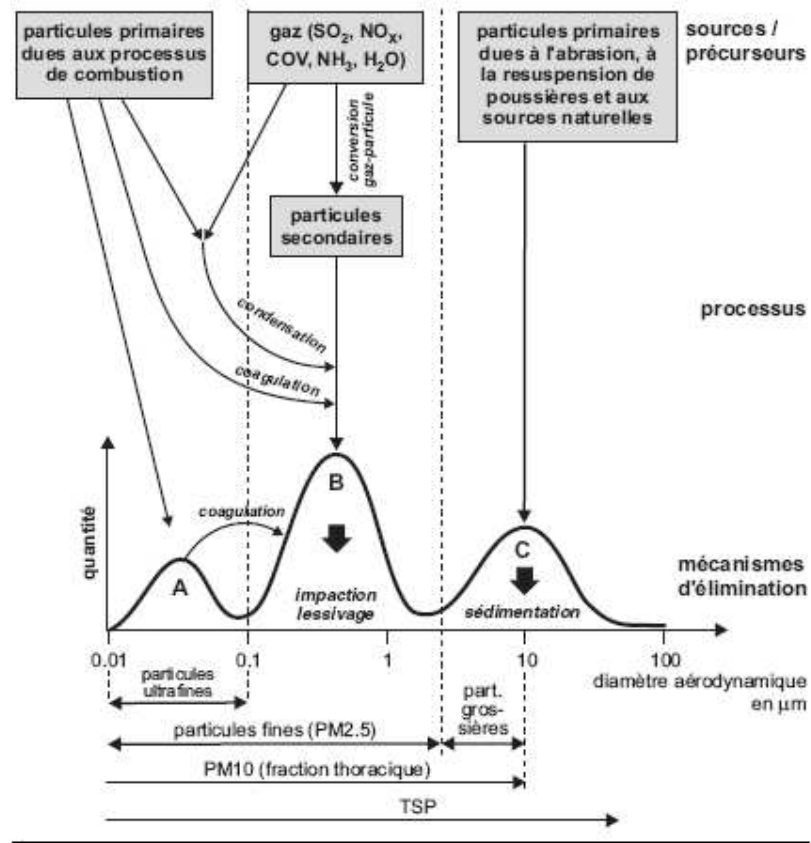 particules primaires
dues aux processus
de combustion
gaz (SO₂, NOₓ,
COV, NH₃, H₂O)
particules primaires
dues à l'abrasion, à
la resuspension de
poussières et aux
sources naturelles
sources /
précurseurs
conversion
gaz-particule
particules
secondaires
processus
condensation
coagulation
quantité
coagulation
A
B
C
impaction
lessivage
sédimentation
mécanismes
d'élimination
0.01
0.1
1
10
100
diamètre aérodynamique
en µm
particules
ultrafines
part.
gros-
sières
particules fines (PM2.5)
PM10 (fraction thoracique)
TSP